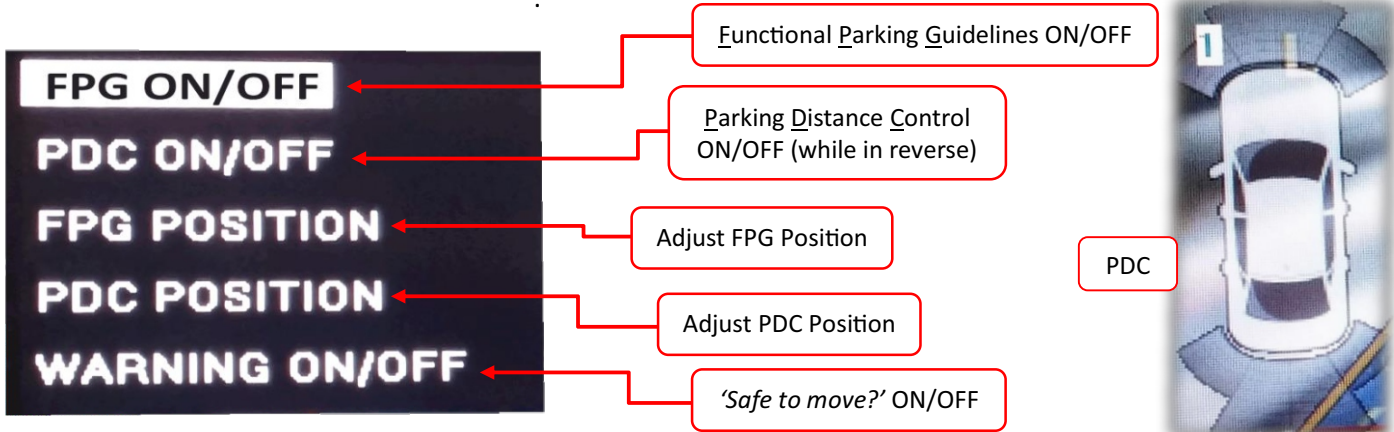 FPG ON/OFF
PDC ON/OFF
FPG POSITION
PDC POSITION
WARNING ON/OFF
Functional Parking Guidelines ON/OFF
Parking Distance Control
ON/OFF (while in reverse)
Adjust FPG Position
Adjust PDC Position
‘Safe to move?’ ON/OFF
PDC
1